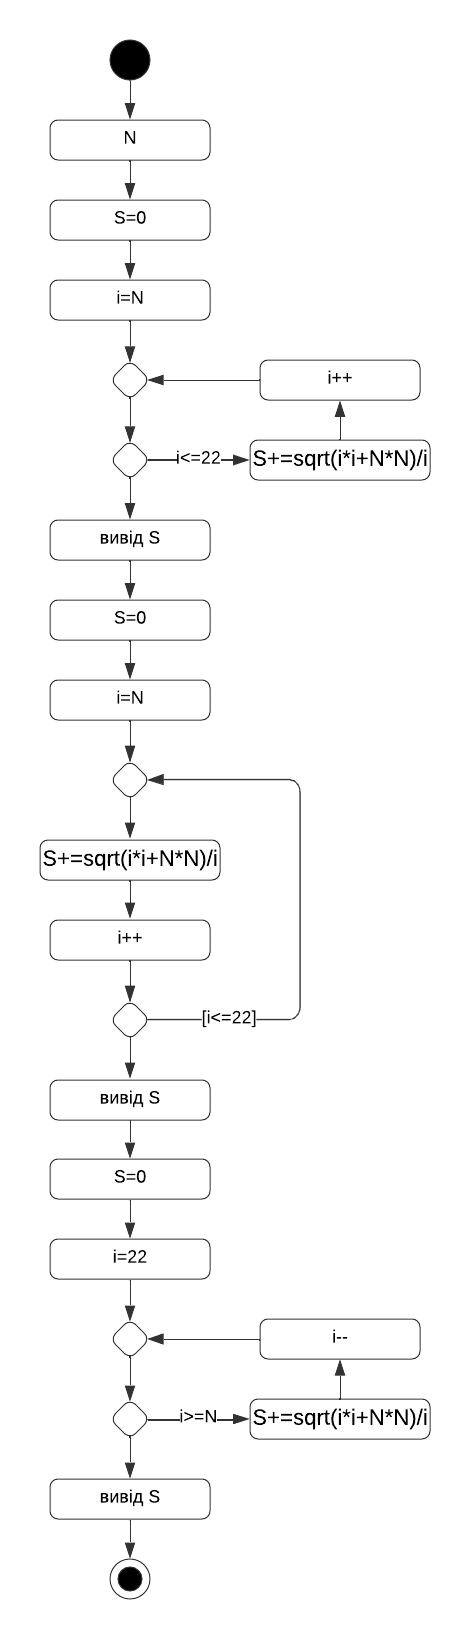 N
S=0
i=N
i++
i<=22
S+=sqrt(i*i+N*N)/i
вивід S
S=0
i=N
S+=sqrt(i*i+N*N)/i
i++
[i<=22]
вивід S
S=0
i=22
i--
i>=N
S+=sqrt(i*i+N*N)/i
вивід S